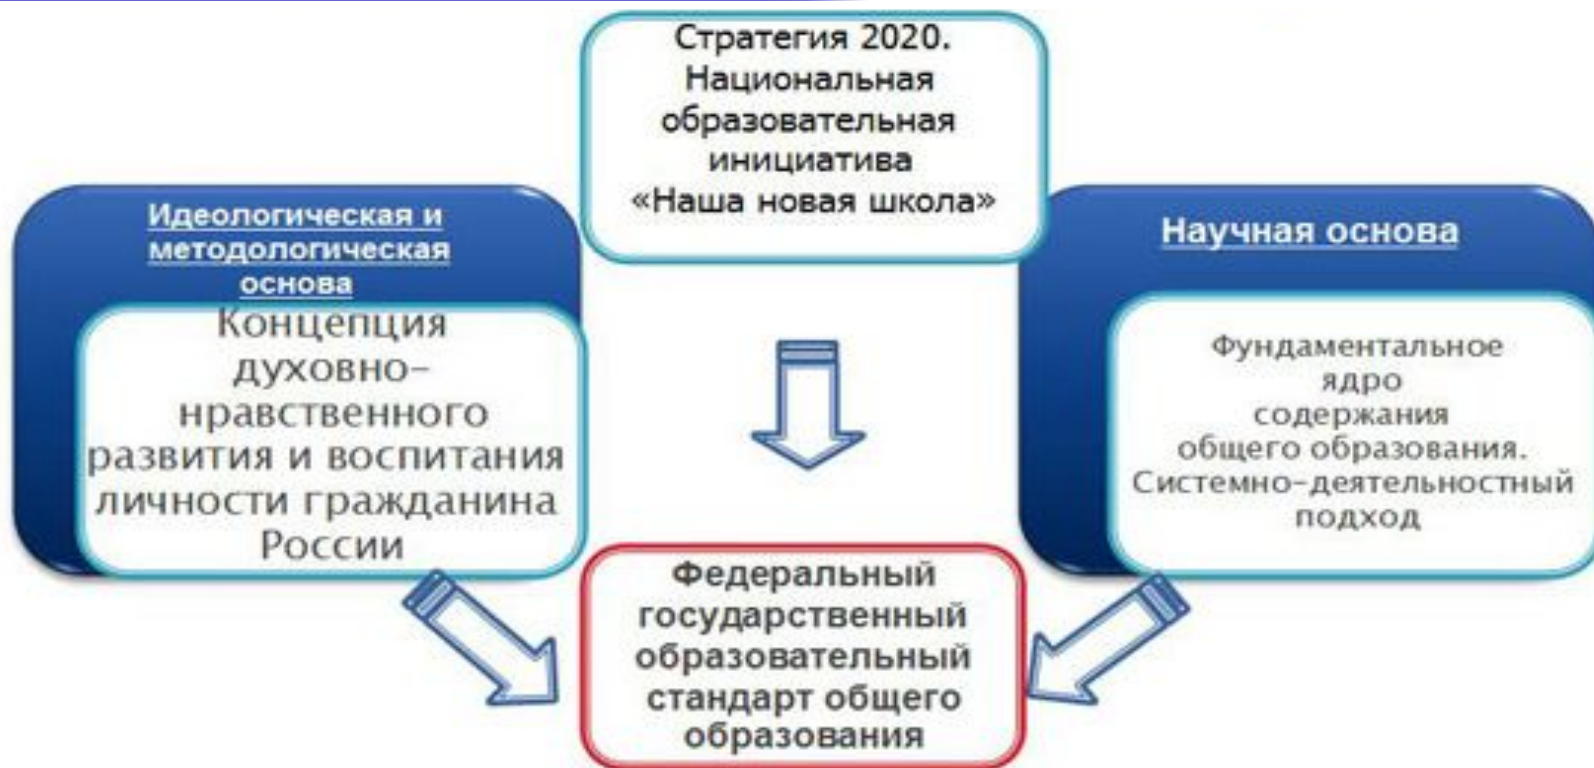 Стратегия 2020.
Национальная
образовательная
инициатива
«Наша новая школа»
Идеологическая и
методологическая
основа
Концепция
духовно-
нравственного
развития и воспитания
личности гражданина
России
Научная основа
Фундаментальное
ядро
содержания
общего образования.
Системно-деятельностный
подход
Федеральный
государственный
образовательный
стандарт общего
образования